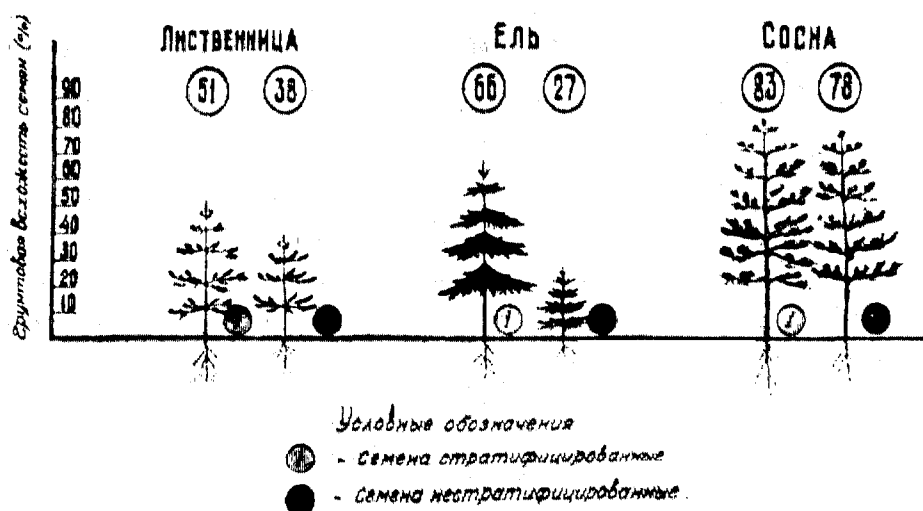 Грунтовая всхожесть семян (%)
Лиственница
Ель
Сосна
51
38
66
27
83
78
90
80
70
60
50
40
30
20
10
Условные обозначения
- семена стратифицированные
- семена нестратифицированные.